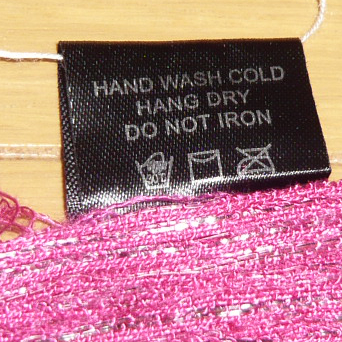 HAND WASH COLD
HANG DRY
DO NOT IRON